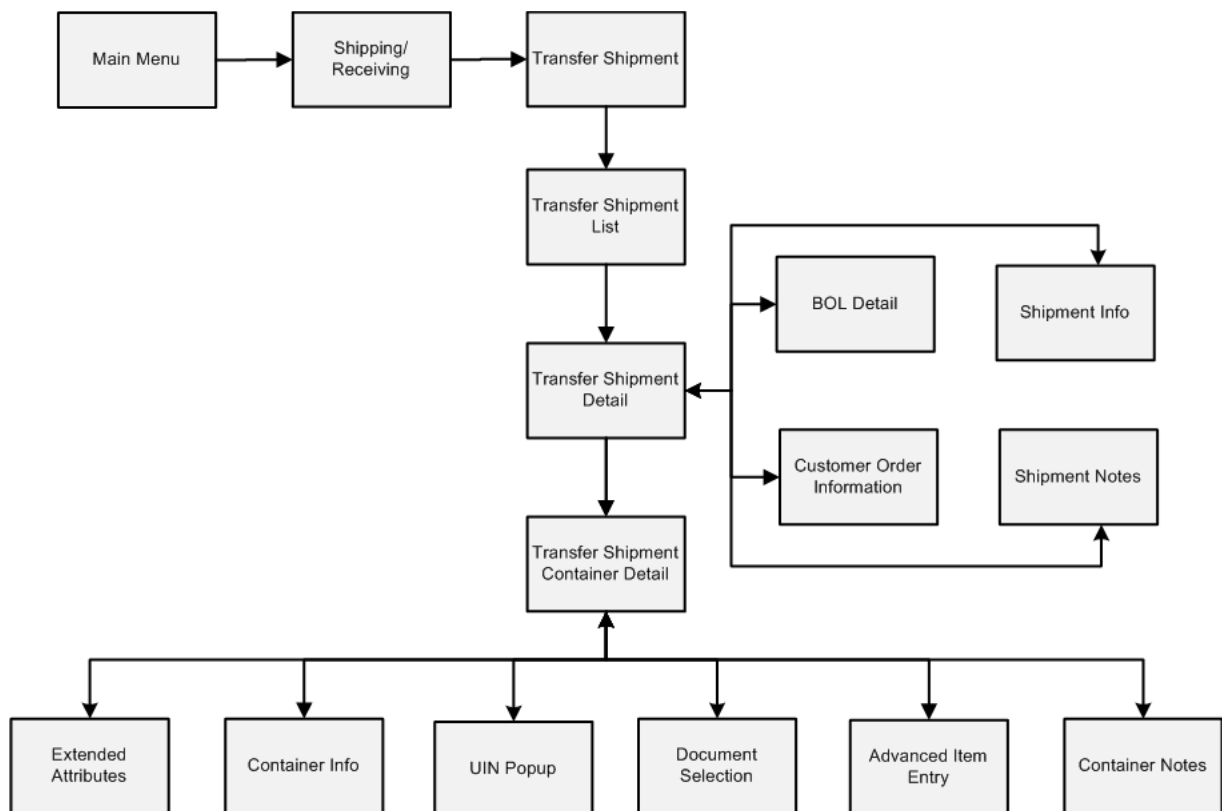 Main Menu
Shipping/
Receiving
Transfer Shipment
Transfer Shipment
List
BOL Detail
Shipment Info
Transfer Shipment
Detail
Customer Order
Information
Shipment Notes
Transfer Shipment
Container Detail
Extended
Attributes
Container Info
UIN Popup
Document
Selection
Advanced Item
Entry
Container Notes